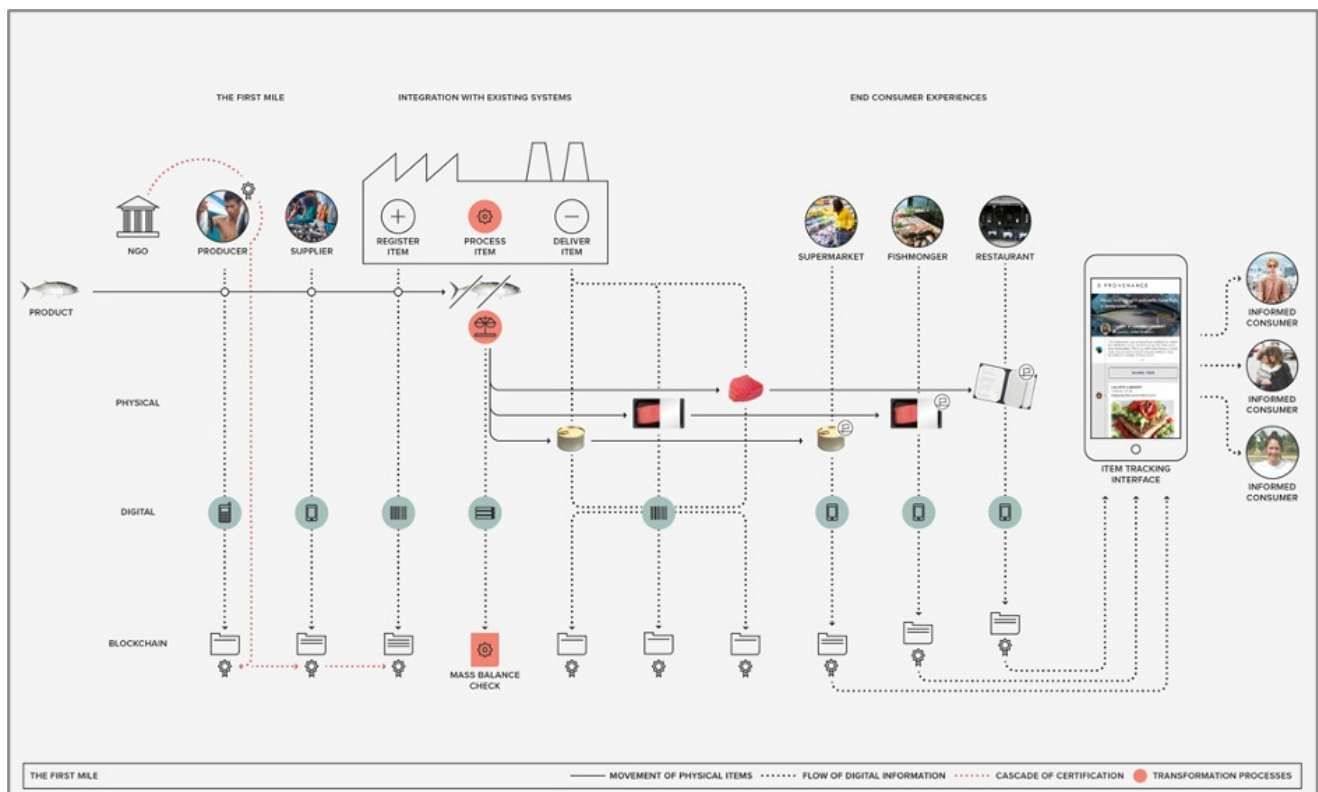 THE FIRST MILE
INTEGRATION WITH EXISTING SYSTEMS
END CONSUMER EXPERIENCES
NGO
PRODUCER
SUPPLIER
REGISTER
ITEM
PROCESS
ITEM
DELIVER
ITEM
SUPERMARKET
FISHMONGER
RESTAURANT
PRODUCT
PROVENANCE
INFORMED
CONSUMER
INFORMED
CONSUMER
INFORMED
CONSUMER
PHYSICAL
ITEM TRACKING
INTERFACE
DIGITAL
BLOCKCHAIN
MASS BALANCE
CHECK
THE FIRST MILE
MOVEMENT OF PHYSICAL ITEMS
FLOW OF DIGITAL INFORMATION
CASCADE OF CERTIFICATION
TRANSFORMATION PROCESSES